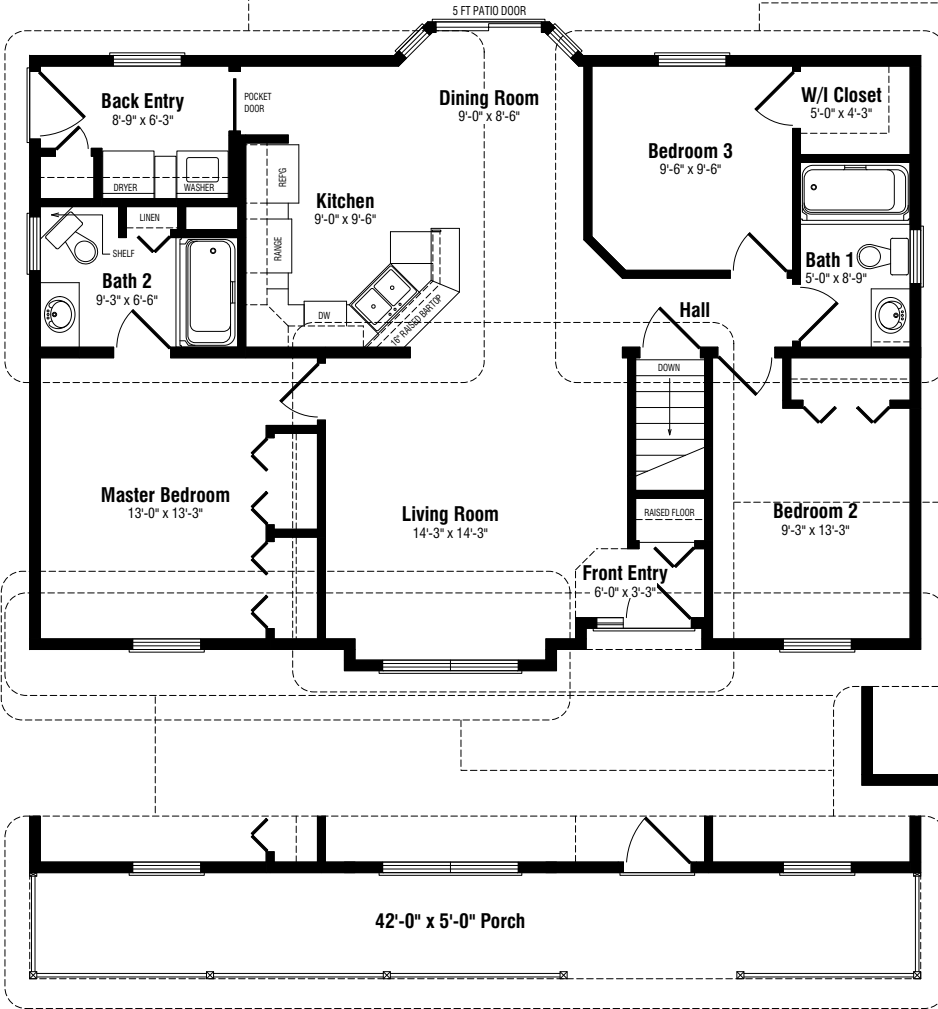 5 FT PATIO DOOR
Back Entry
8'-9" x 6'-3"
POCKET
DOOR
Dining Room
9'-0" x 8'-6"
W/I Closet
5'-0" x 4'-3"
Bedroom 3
9'-6" x 9'-6"
DRYER
WASHER
REF'G
Kitchen
9'-0" x 9'-6"
LINEN
SHELF
RANGE
Bath 2
9'-3" x 6'-6"
Bath 1
5'-0" x 8'-9"
DW
16" RAISED BARTOP
Hall
DOWN
Master Bedroom
13'-0" x 13'-3"
Living Room
14'-3" x 14'-3"
RAISED FLOOR
Bedroom 2
9'-3" x 13'-3"
Front Entry
6'-0" x 3'-3"
42'-0" x 5'-0" Porch